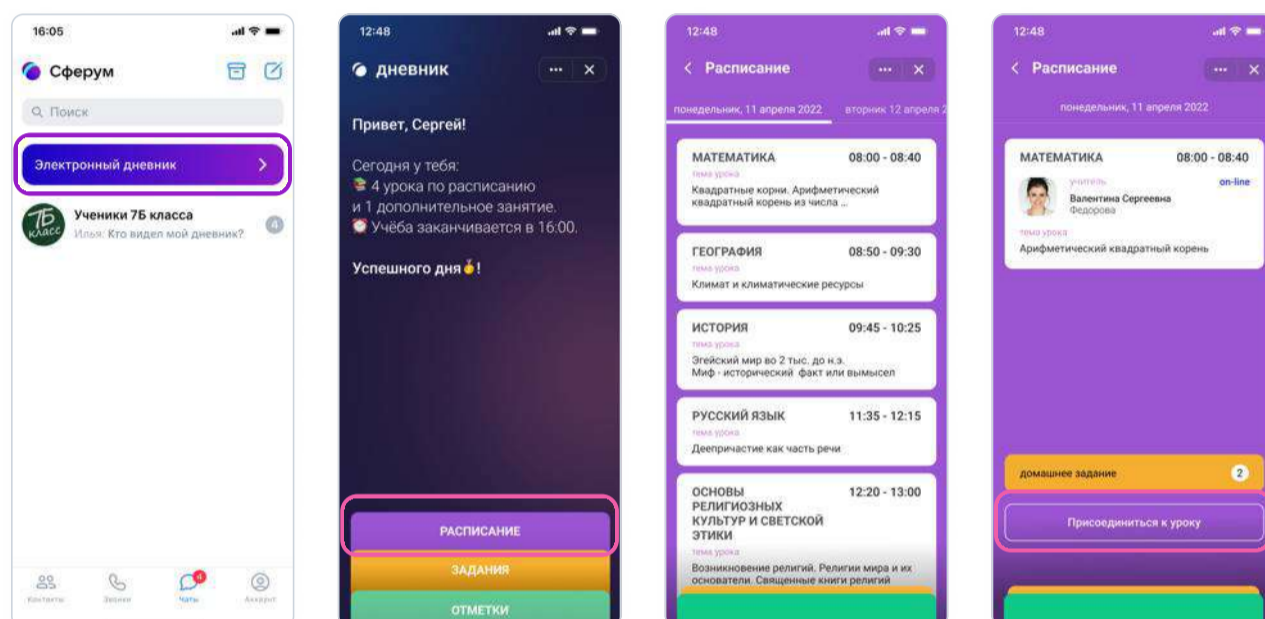 16:05
Сферум
Поиск
Электронный дневник
7Б
класс
Ученики 7Б класса
Илья: Кто видел мой дневник?
4
4
Контакты
Звонки
Чаты
Аккаунт
12:48
дневник
Привет, Сергей!
Сегодня у тебя:
4 урока по расписанию
и 1 дополнительное занятие.
Учёба заканчивается в 16:00.
Успешного дня!
РАСПИСАНИЕ
ЗАДАНИЯ
ОТМЕТКИ
12:48
Расписание
понедельник, 11 апреля 2022 вторник 12 апреля 2
МАТЕМАТИКА 08:00 - 08:40
тема урока
Квадратные корни. Арифметический
квадратный корень из числа ...
ГЕОГРАФИЯ 08:50 - 09:30
тема урока
Климат и климатические ресурсы
ИСТОРИЯ 09:45 - 10:25
тема урока
Эгейский мир во 2 тыс. до н.э.
Миф - исторический факт или вымысел
РУССКИЙ ЯЗЫК 11:35 - 12:15
тема урока
Деепричастие как часть речи
ОСНОВЫ 12:20 - 13:00
РЕЛИГИОЗНЫХ
КУЛЬТУР И СВЕТСКОЙ
ЭТИКИ
тема урока
Возникновение религий. Религии мира и их
основатели. Священные книги религий
12:48
Расписание
понедельник, 11 апреля 2022
МАТЕМАТИКА 08:00 - 08:40
учитель on-line
Валентина Сергеевна
Федорова
тема урока
Арифметический квадратный корень
домашнее задание 2
Присоединиться к уроку